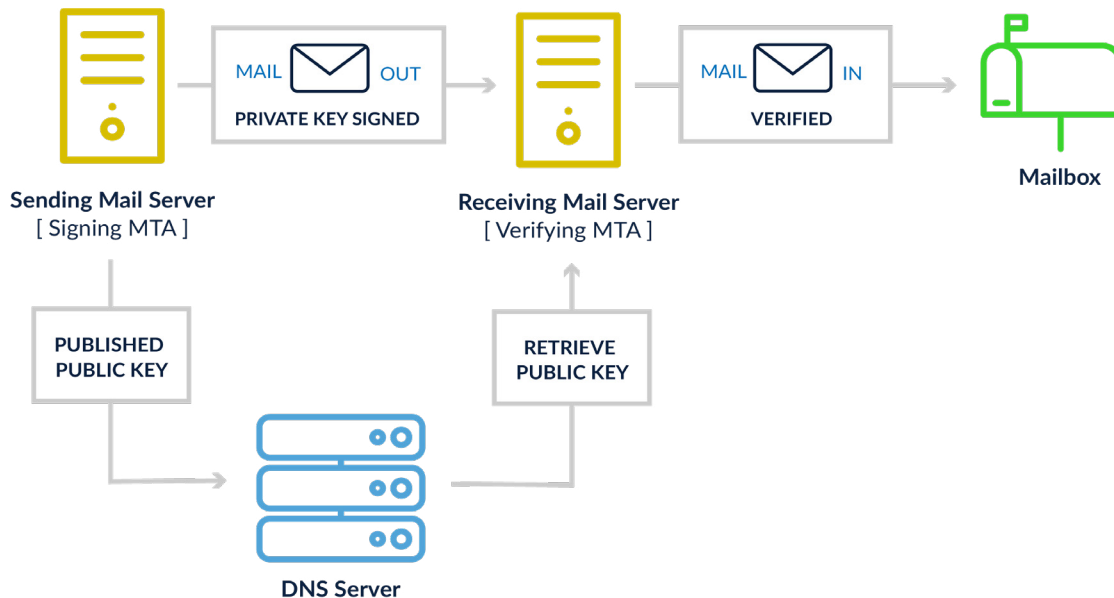 MAIL OUT
PRIVATE KEY SIGNED
MAIL IN
VERIFIED
Mailbox
Sending Mail Server
[ Signing MTA ]
Receiving Mail Server
[ Verifying MTA ]
PUBLISHED
PUBLIC KEY
RETRIEVE
PUBLIC KEY
DNS Server